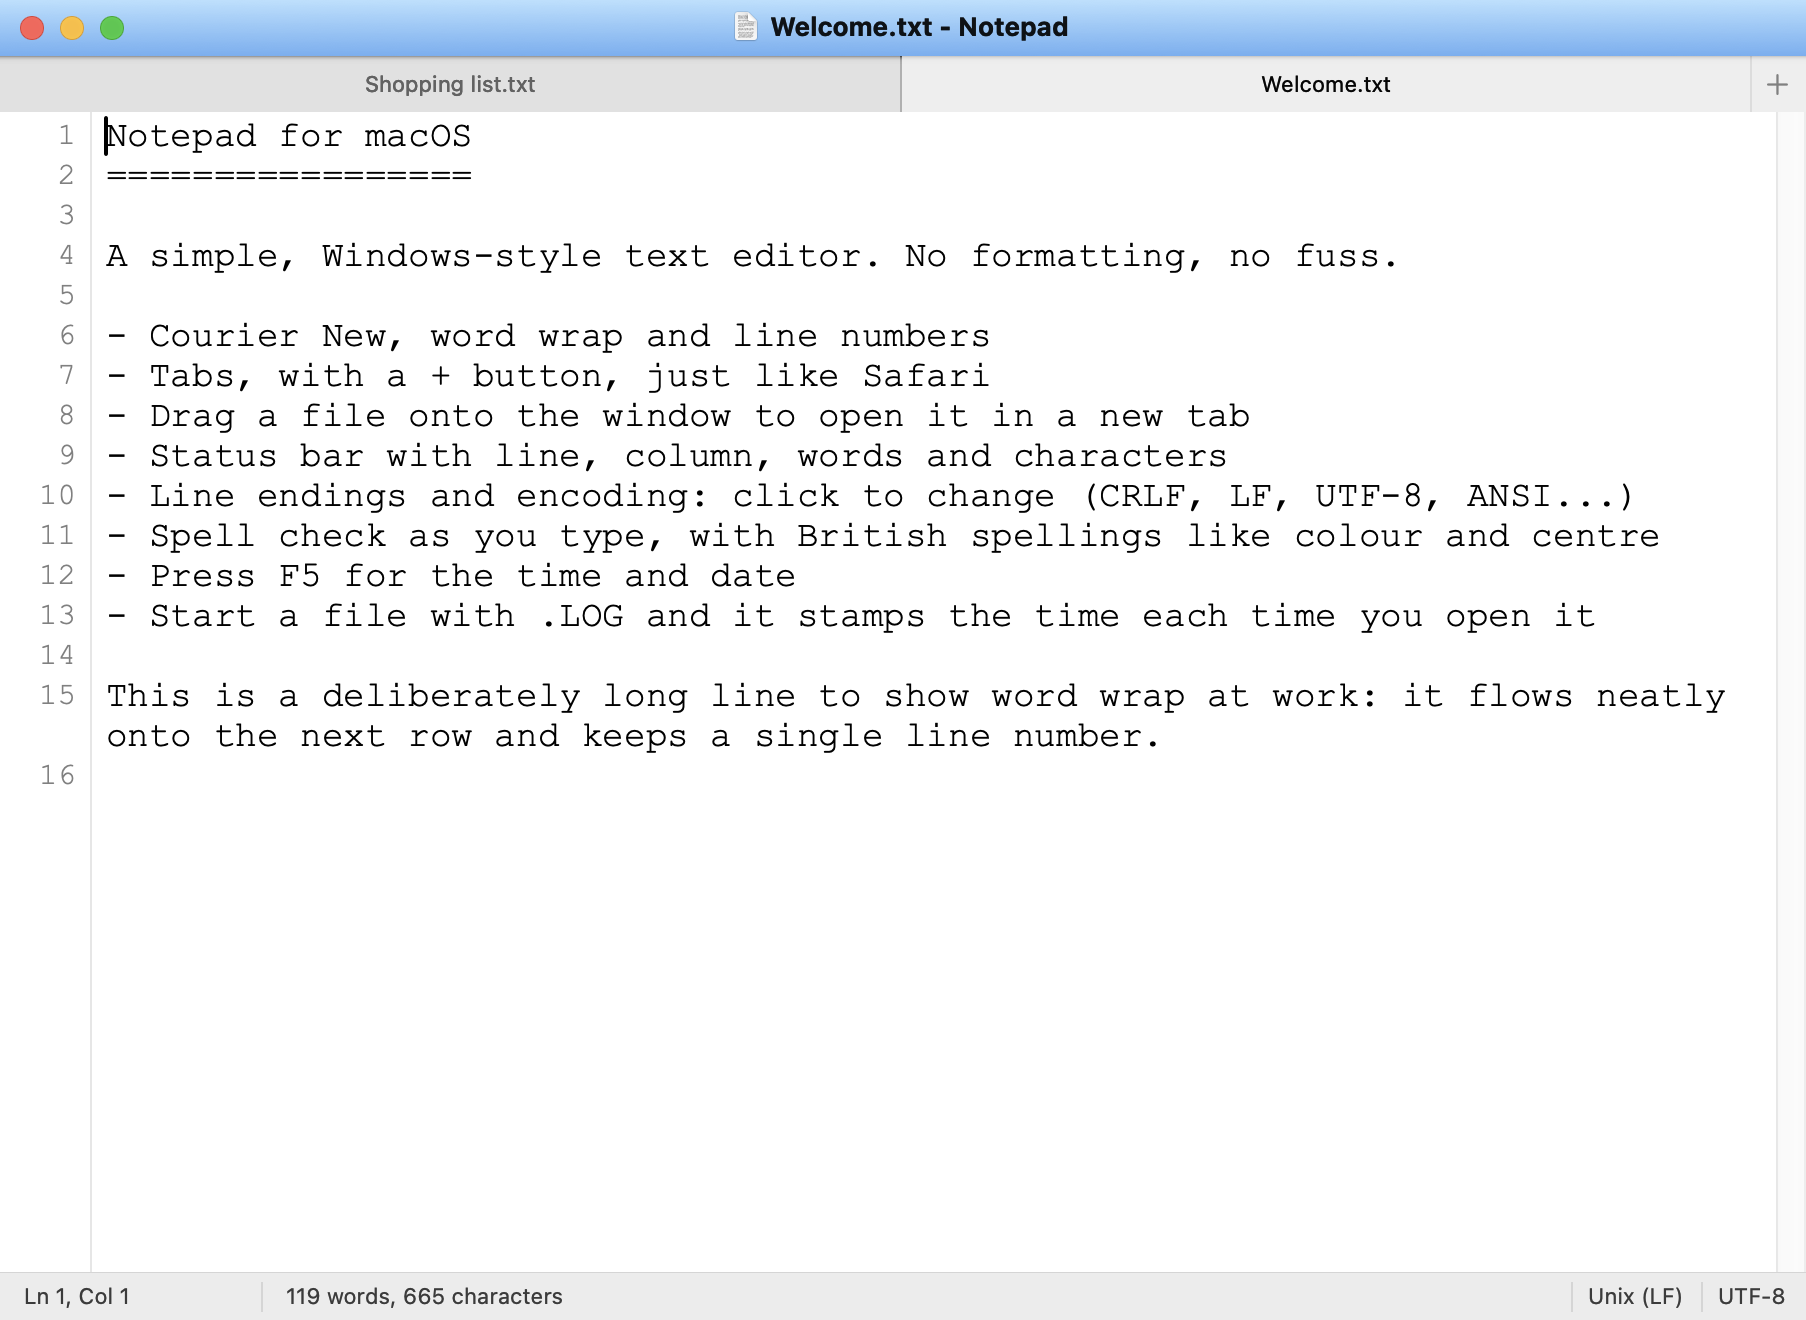 Welcome.txt - Notepad
Shopping list.txt
Welcome.txt
+
1 Notepad for macOS
2 =================
3
4 A simple, Windows-style text editor. No formatting, no fuss.
5
6 - Courier New, word wrap and line numbers
7 - Tabs, with a + button, just like Safari
8 - Drag a file onto the window to open it in a new tab
9 - Status bar with line, column, words and characters
10 - Line endings and encoding: click to change (CRLF, LF, UTF-8, ANSI...)
11 - Spell check as you type, with British spellings like colour and centre
12 - Press F5 for the time and date
13 - Start a file with .LOG and it stamps the time each time you open it
14
15 This is a deliberately long line to show word wrap at work: it flows neatly
onto the next row and keeps a single line number.
16
Ln 1, Col 1
119 words, 665 characters
Unix (LF)
UTF-8